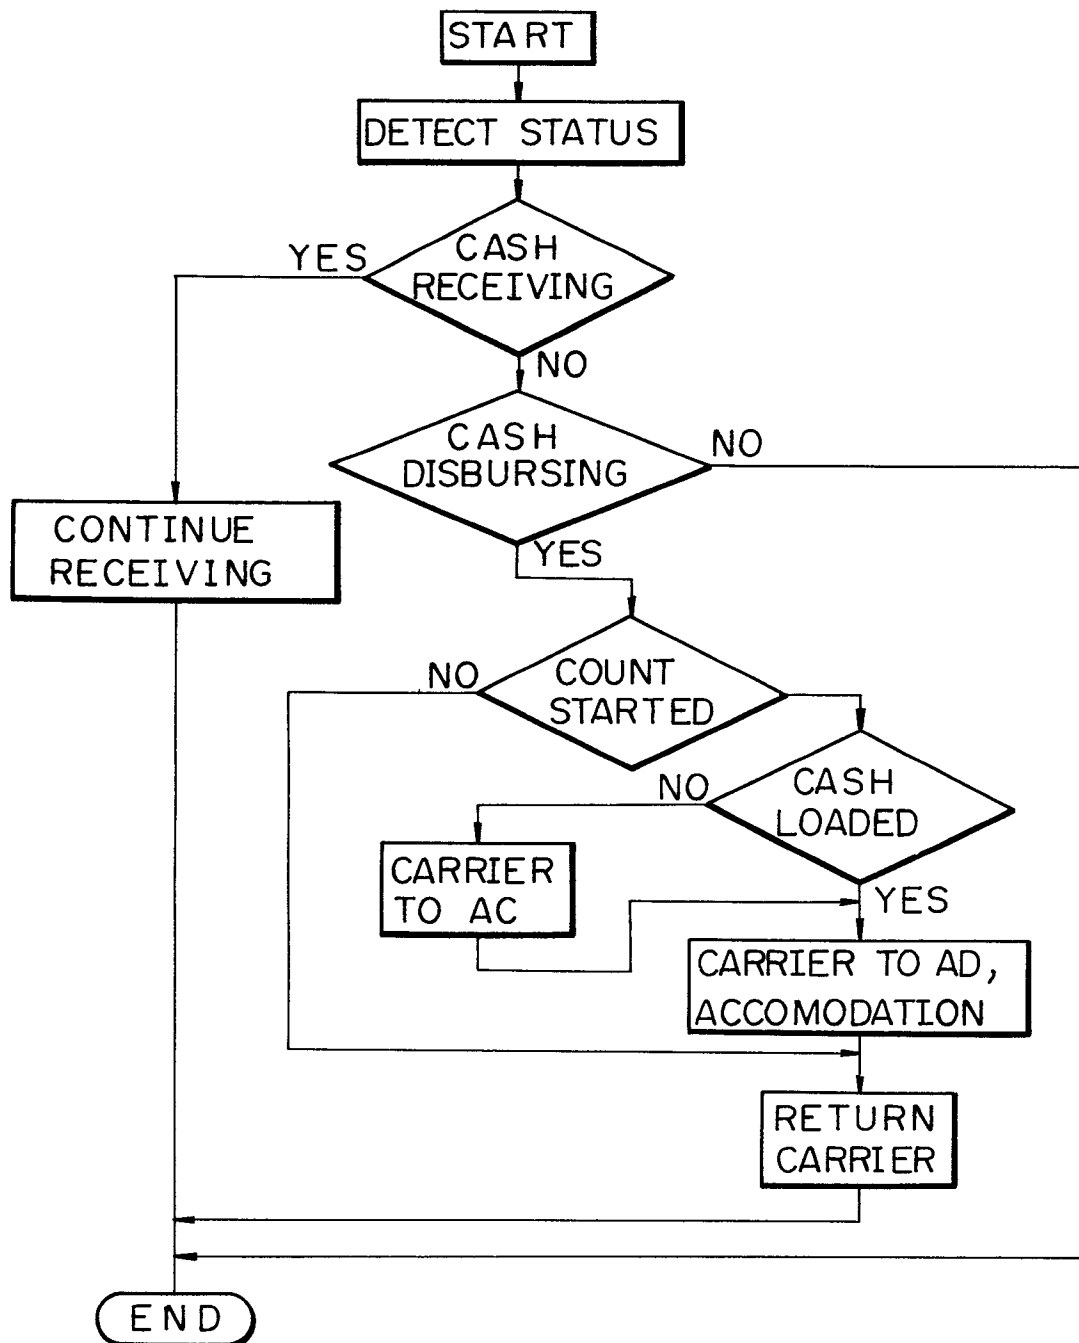 START
DETECT STATUS
YES
CASH
RECEIVING
NO
CASH
DISBURSING
NO
CONTINUE
RECEIVING
YES
NO
COUNT
STARTED
NO
CASH
LOADED
CARRIER
TO AC
YES
CARRIER TO AD,
ACCOMODATION
RETURN
CARRIER
END